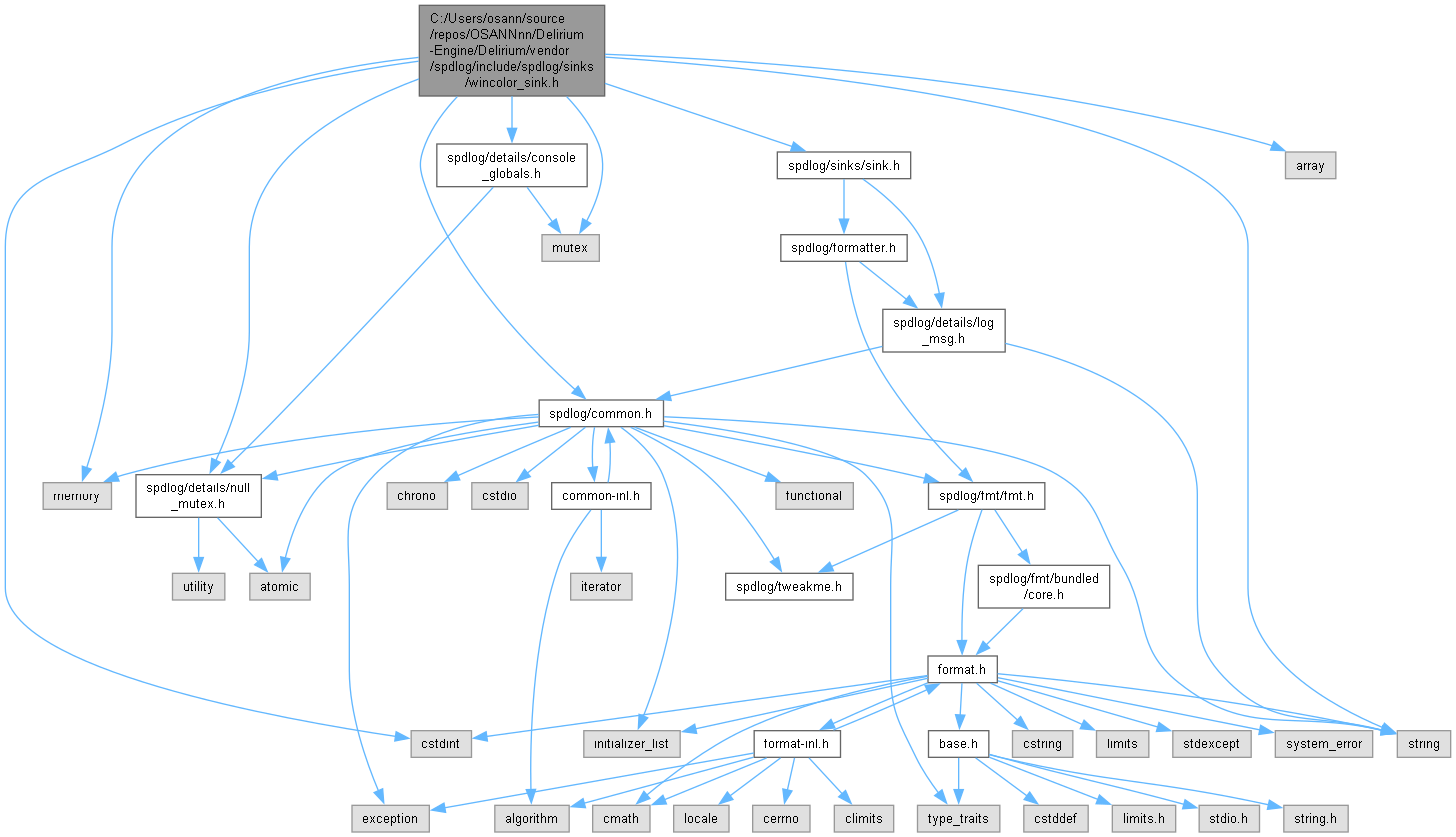 C:/Users/osann/source
/repos/OSANNnn/Delirium
-Engine/Delirium/vendor
/spdlog/include/spdlog/sinks
/wincolor_sink.h
spdlog/details/console
_globals.h
spdlog/sinks/sink.h
array
mutex
spdlog/formatter.h
spdlog/details/log
_msg.h
spdlog/common.h
memory
spdlog/details/null
_mutex.h
chrono
cstdio
common-inl.h
functional
spdlog/fmt/fmt.h
utility
atomic
iterator
spdlog/tweakme.h
spdlog/fmt/bundled
/core.h
format.h
cstdint
initializer_list
format-inl.h
base.h
cstring
limits
stdexcept
system_error
string
exception
algorithm
cmath
locale
cerrno
climits
type_traits
cstddef
limits.h
stdio.h
string.h